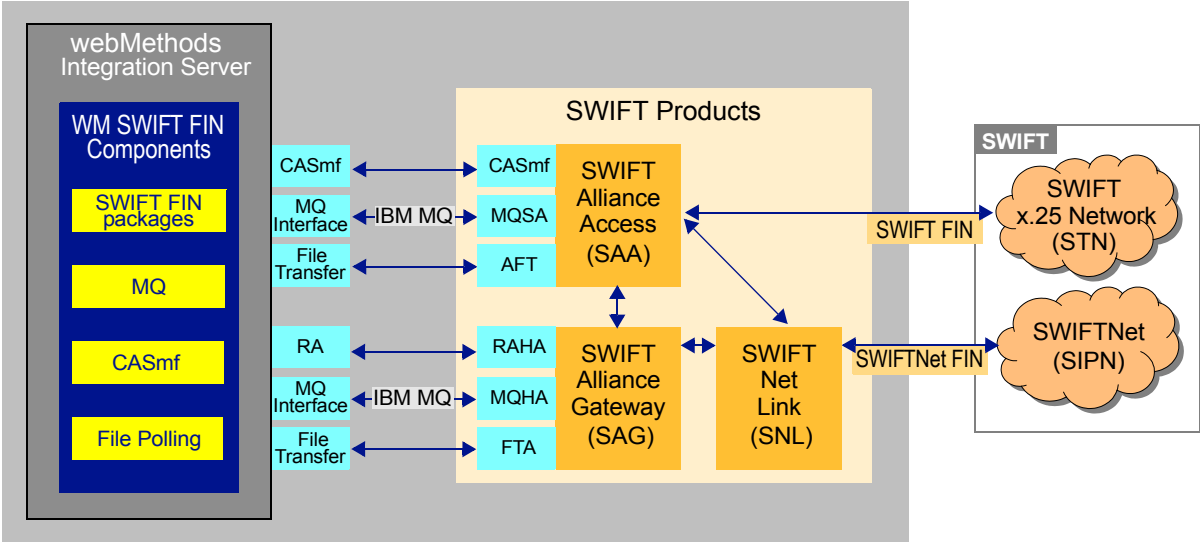 webMethods
Integration Server
WM SWIFT FIN
Components
SWIFT FIN
packages
MQ
CASmf
File Polling
CASmf
MQ
Interface
File
Transfer
RA
MQ
Interface
File
Transfer
IBM MQ
IBM MQ
SWIFT Products
CASmf
MQSA
AFT
SWIFT
Alliance
Access
(SAA)
RAHA
MQHA
FTA
SWIFT
Alliance
Gateway
(SAG)
SWIFT
Net
Link
(SNL)
SWIFT FIN
SWIFTNet FIN
SWIFT
SWIFT
x.25 Network
(STN)
SWIFTNet
(SIPN)